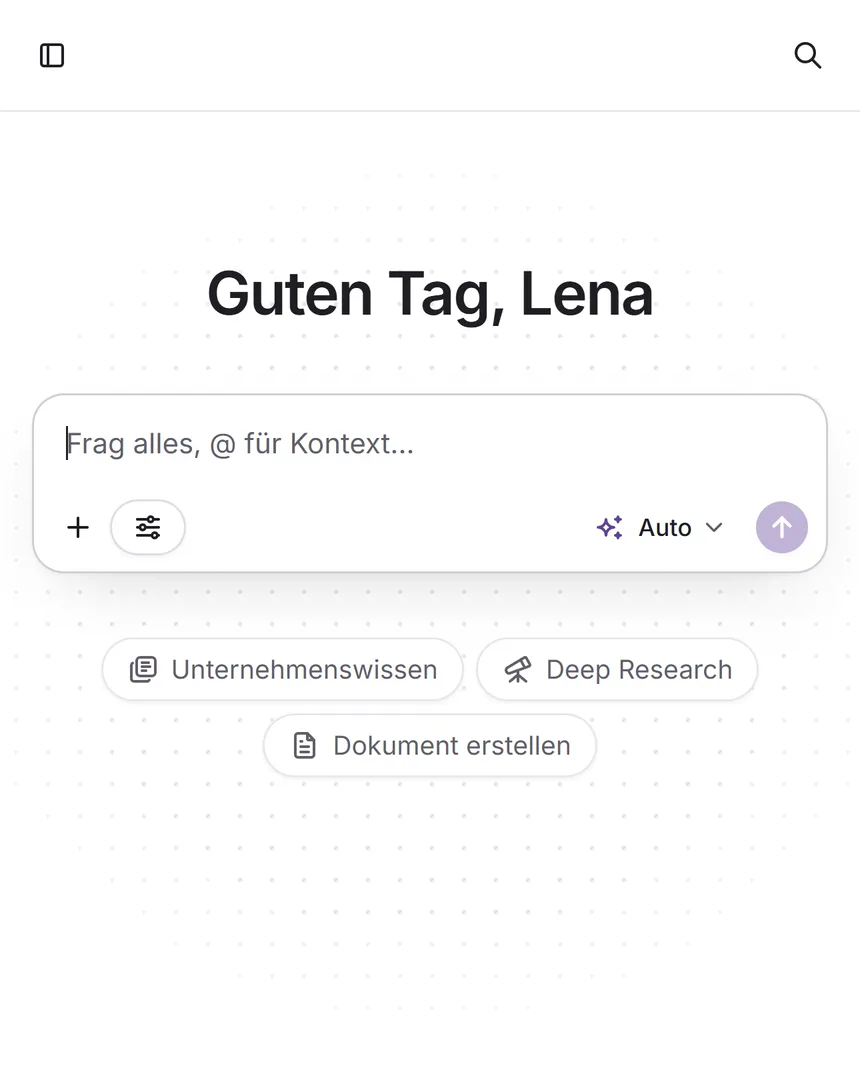 Guten Tag, Lena
Frag alles, @ für Kontext...
Auto
Unternehmenswissen
Deep Research
Dokument erstellen